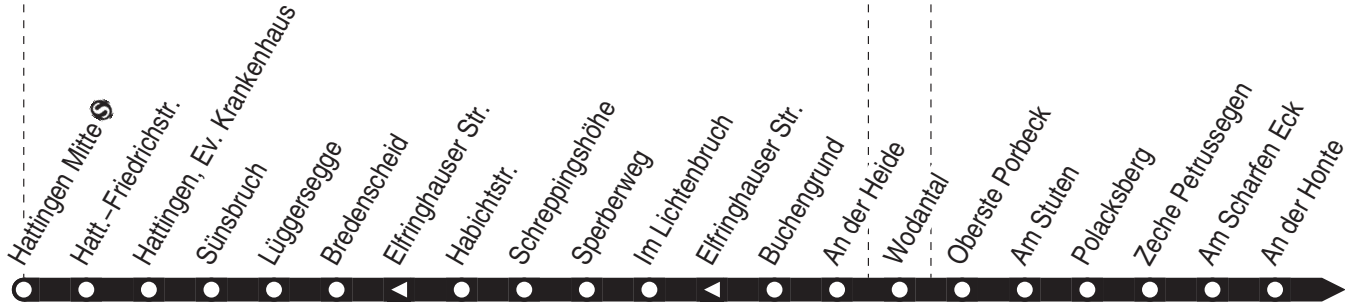 Hattingen Mitte S
Hatt.-Friedrichstr.
Hattingen, Ev. Krankenhaus
Sünsbruch
Lüggersegge
Bredenscheid
Elfringhauser Str.
Habichtstr.
Schreppingshöhe
Sperberweg
Im Lichtenbruch
Elfringhauser Str.
Buchengrund
An der Heide
Wodantal
Oberste Porbeck
Am Stuten
Polacksberg
Zeche Petrussegen
Am Scharfen Eck
An der Honte